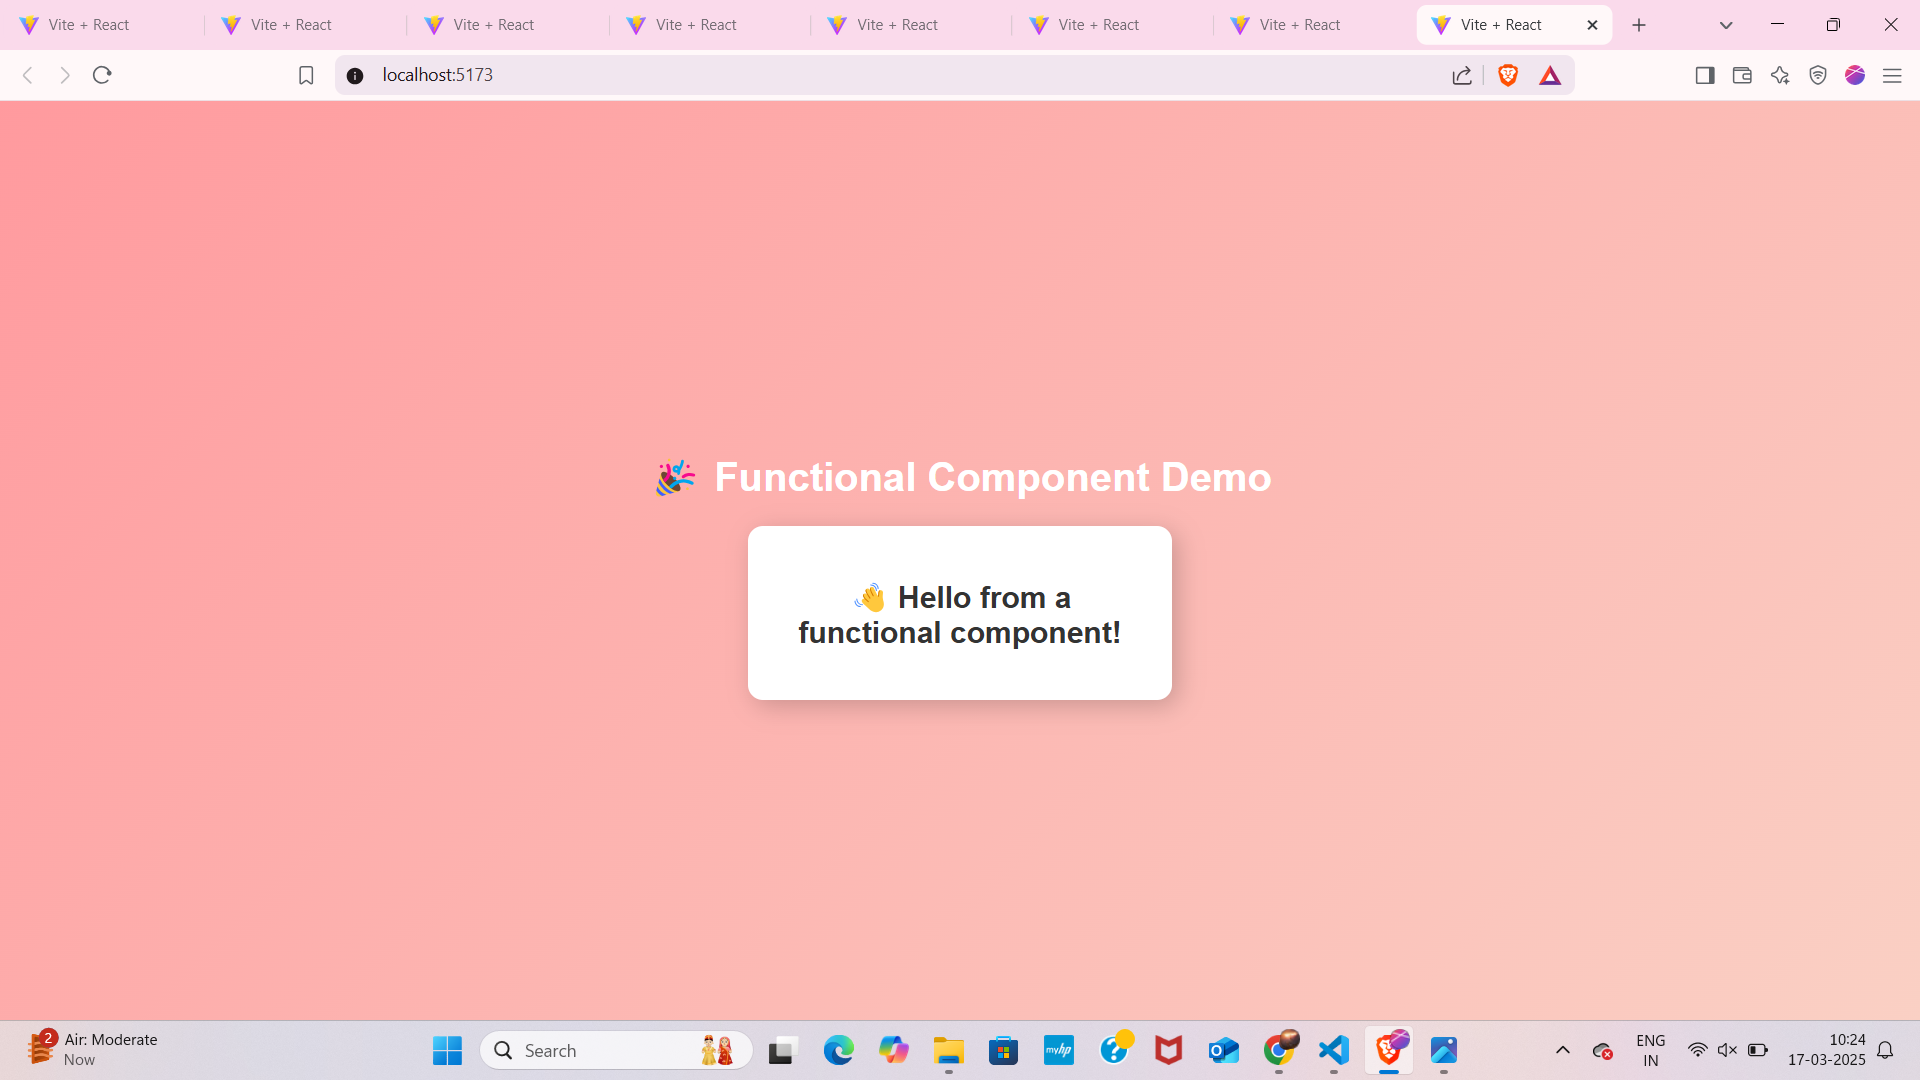 Vite + React
Vite + React
Vite + React
Vite + React
Vite + React
Vite + React
Vite + React
Vite + React
localhost:5173
🎉 Functional Component Demo
👋 Hello from a
functional component!
2
Air: Moderate
Now
Search
myhp
ENG
IN
10:24
17-03-2025